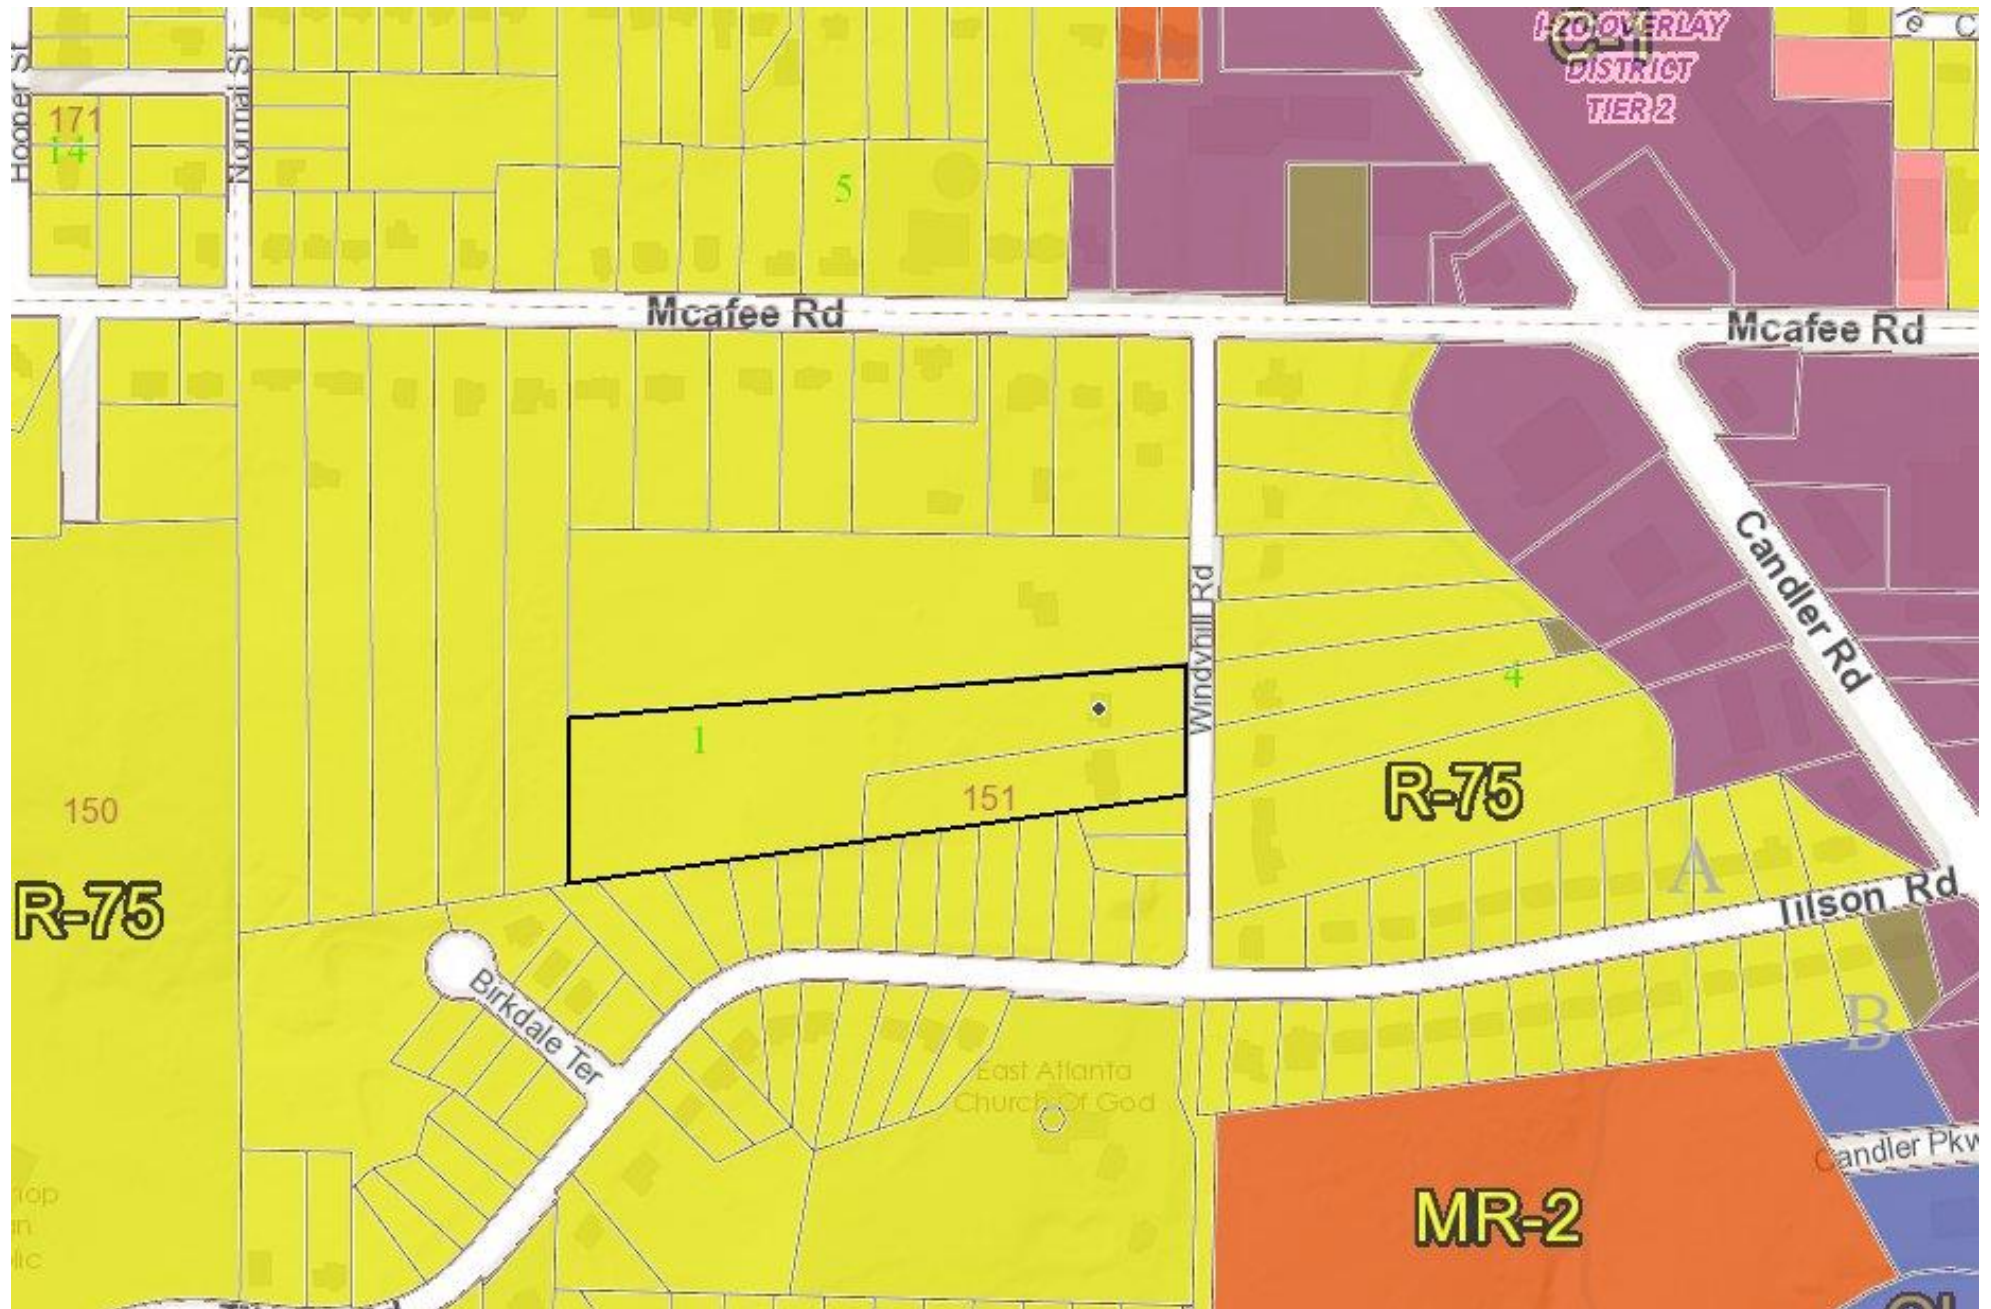 I-20 OVERLAY
C-1
DISTRICT
TIER 2
Hooper St
Normal St
171
14
5
Mcafee Rd
Mcafee Rd
Candler Rd
Windyhill Rd
4
1
151
R-75
150
R-75
A
Tilson Rd
B
Birkdale Ter
East Atlanta
Church Of God
Candler Pkw
MR-2